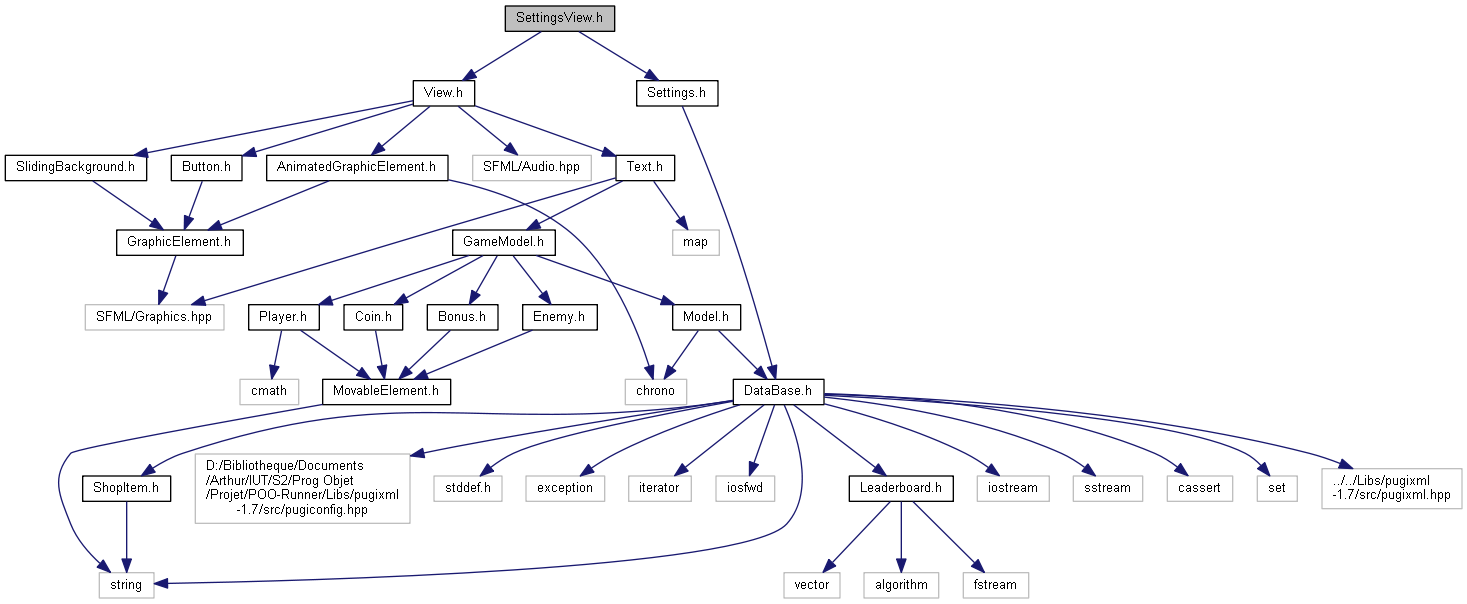 SettingsView.h
View.h
Settings.h
SlidingBackground.h
Button.h
AnimatedGraphicElement.h
SFML/Audio.hpp
Text.h
GraphicElement.h
GameModel.h
map
SFML/Graphics.hpp
Player.h
Coin.h
Bonus.h
Enemy.h
Model.h
cmath
MovableElement.h
chrono
DataBase.h
ShopItem.h
D:/Bibliotheque/Documents
/Arthur/IUT/S2/Prog Objet
/Projet/POO-Runner/Libs/pugixml
-1.7/src/pugiconfig.hpp
stddef.h
exception
iterator
iosfwd
Leaderboard.h
iostream
sstream
cassert
set
../../Libs/pugixml
-1.7/src/pugixml.hpp
string
vector
algorithm
fstream